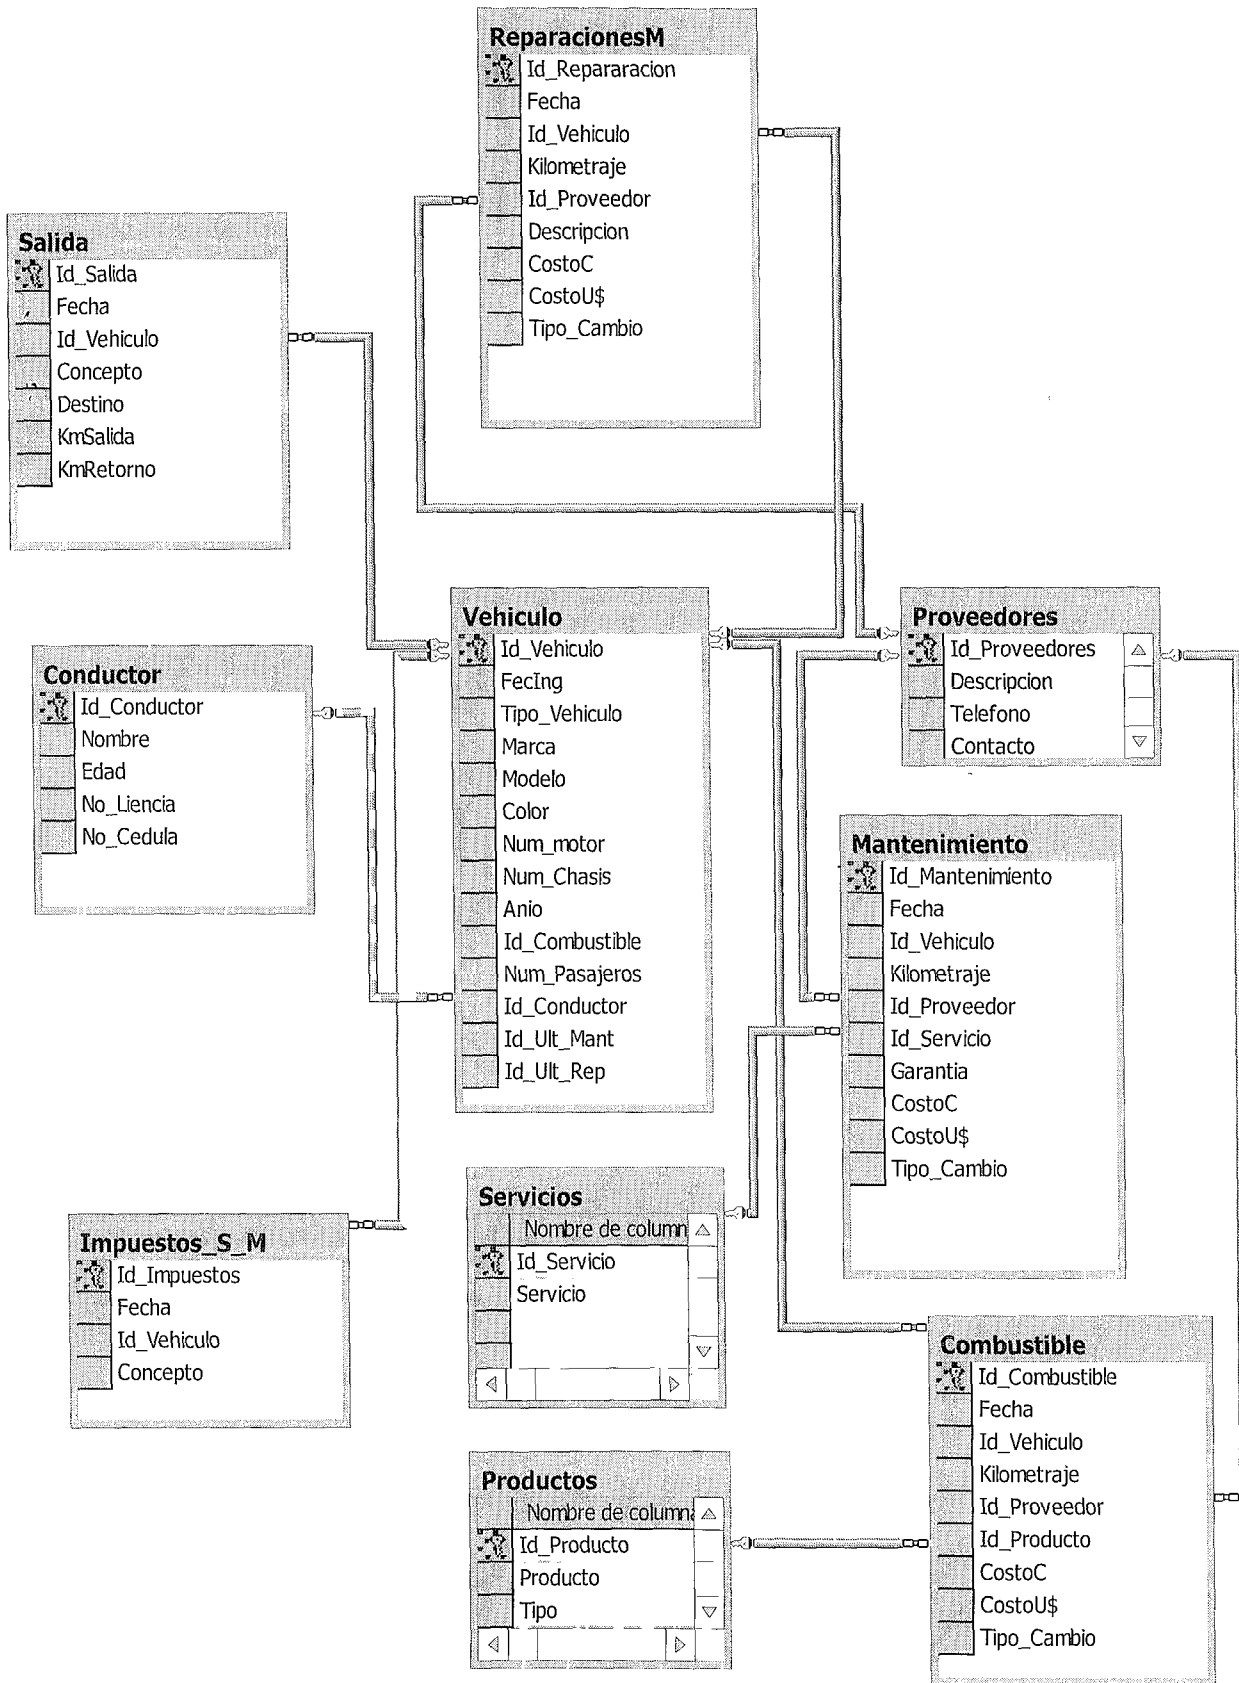 ReparacionesM
Id_Repararacion
Fecha
Id_Vehiculo
Kilometraje
Id_Proveedor
Descripcion
CostoC
CostoU$
Tipo_Cambio
Salida
Id_Salida
Fecha
Id_Vehiculo
Concepto
Destino
KmSalida
KmRetorno
Vehiculo
Id_Vehiculo
FecIng
Tipo_Vehiculo
Marca
Modelo
Color
Num_motor
Num_Chasis
Anio
Id_Combustible
Num_Pasajeros
Id_Conductor
Id_Ult_Mant
Id_Ult_Rep
Proveedores
Id_Proveedores
Descripcion
Telefono
Contacto
Conductor
Id_Conductor
Nombre
Edad
No_Liencia
No_Cedula
Mantenimiento
Id_Mantenimiento
Fecha
Id_Vehiculo
Kilometraje
Id_Proveedor
Id_Servicio
Garantia
CostoC
CostoU$
Tipo_Cambio
Servicios
Nombre de column
Id_Servicio
Servicio
Impuestos_S_M
Id_Impuestos
Fecha
Id_Vehiculo
Concepto
Combustible
Id_Combustible
Fecha
Id_Vehiculo
Kilometraje
Id_Proveedor
Id_Producto
CostoC
CostoU$
Tipo_Cambio
Productos
Nombre de columna
Id_Producto
Producto
Tipo